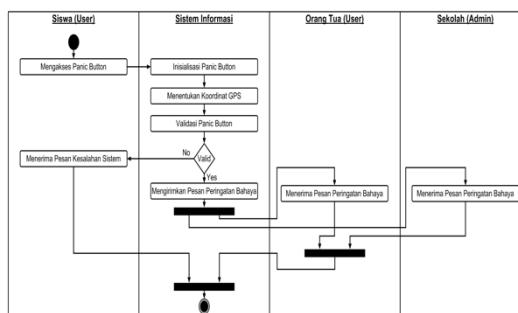 Siswa (User)
Sistem Informasi
Orang Tua (User)
Sekolah (Admin)
Mengakses Panic Button
Inisialisasi Panic Button
Menentukan Koordinat GPS
Validasi Panic Button
No
Valid
Menerima Pesan Kesalahan Sistem
Yes
Mengirimkan Pesan Peringatan Bahaya
Menerima Pesan Peringatan Bahaya
Menerima Pesan Peringatan Bahaya